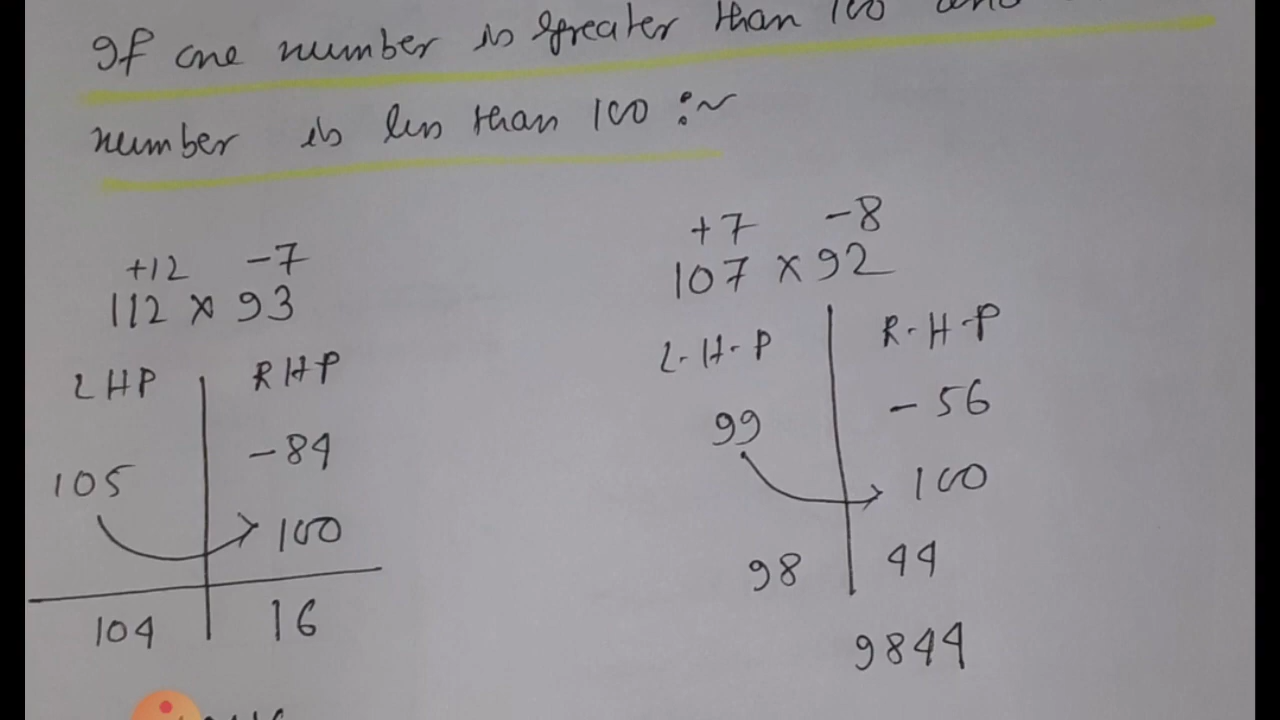 If one number is greater than 100 and
number is less than 100 :~
+12 -7
112 x 93
LHP RHP
-84
105
100
104 16
+7 -8
107 x 92
L-H-P R-H-P
-56
99
100
98 44
9844